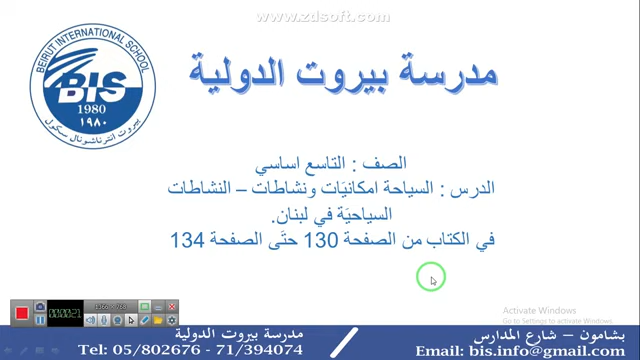 www.zdsoft.com
BEIRUT INTERNATIONAL SCHOOL
BIS
1980
١٩٨٠
بيروت انترناشونال سكول
مدرسة بيروت الدولية
الصف : التاسع اساسي
الدرس : السياحة امكانيَات ونشاطات – النشاطات
السياحيَة في لبنان.
في الكتاب من الصفحة 130 حتَى الصفحة 134
1366 x 768
Activate Windows
Go to Settings to activate Windows.
مدرسة بيروت الدولية
Tel: 05/802676 - 71/394074
بشامون – شارع المدارس
Email: bis.info@gmail.com